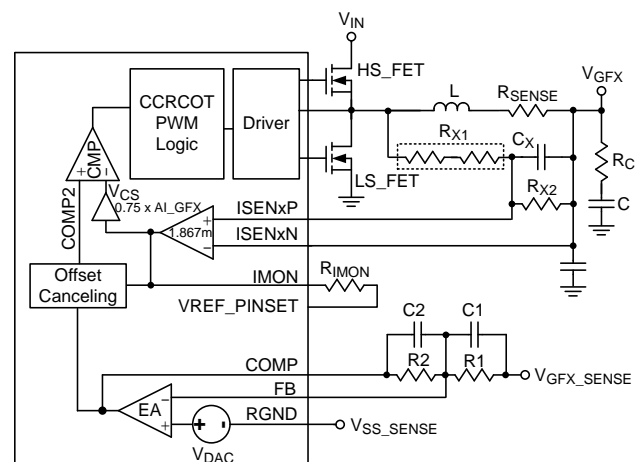 V_IN
HS_FET
V_GFX
L
R_SENSE
CCRCOT
PWM
Logic
Driver
R_X1
C_X
R_C
CMP
+
-
LS_FET
R_X2
C
V_CS
0.75 x AI_GFX
COMP2
ISENxP
+
1.867m
−
ISENxN
Offset
Canceling
IMON
R_IMON
VREF_PINSET
C2
C1
COMP
R2
R1
V_GFX_SENSE
FB
EA
−
+
RGND
+
-
V_SS_SENSE
V_DAC